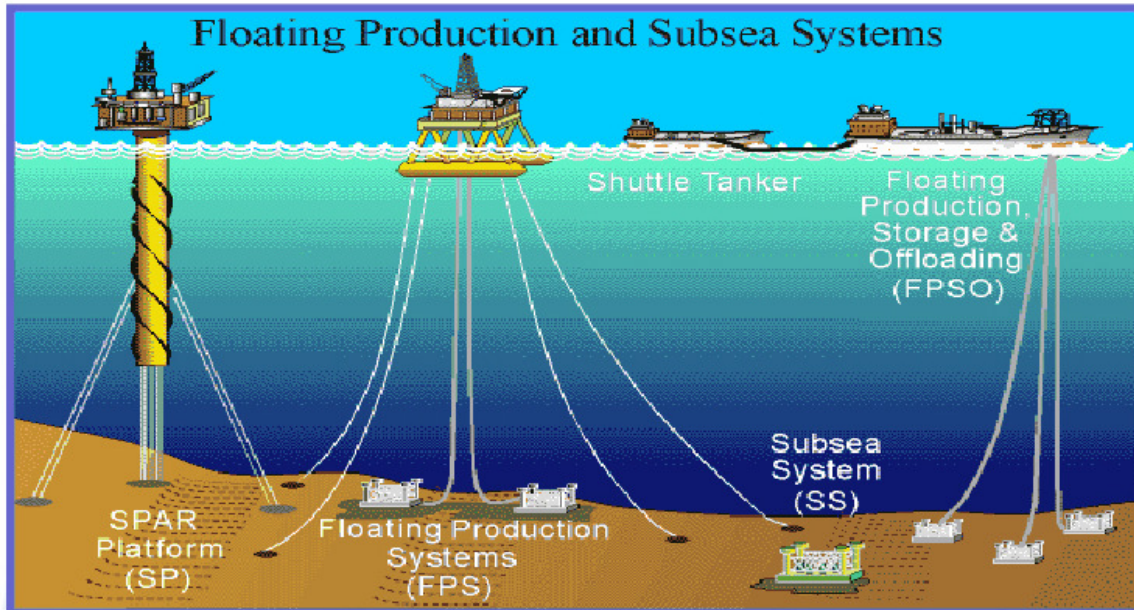 Floating Production and Subsea Systems
Shuttle Tanker
Floating
Production,
Storage &
Offloading
(FPSO)
Subsea
System
(SS)
SPAR
Platform
(SP)
Floating Production
Systems
(FPS)